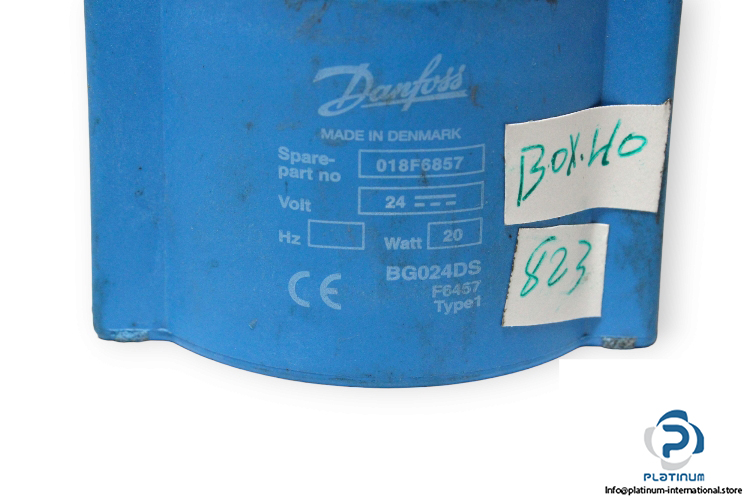 Danfoss
MADE IN DENMARK
Spare-
part no 018F6857
Volt 24
Hz Watt 20
BG024DS
F6457
Type1
CE
BOX.40
823
PLATINUM
Info@platinum-international.store